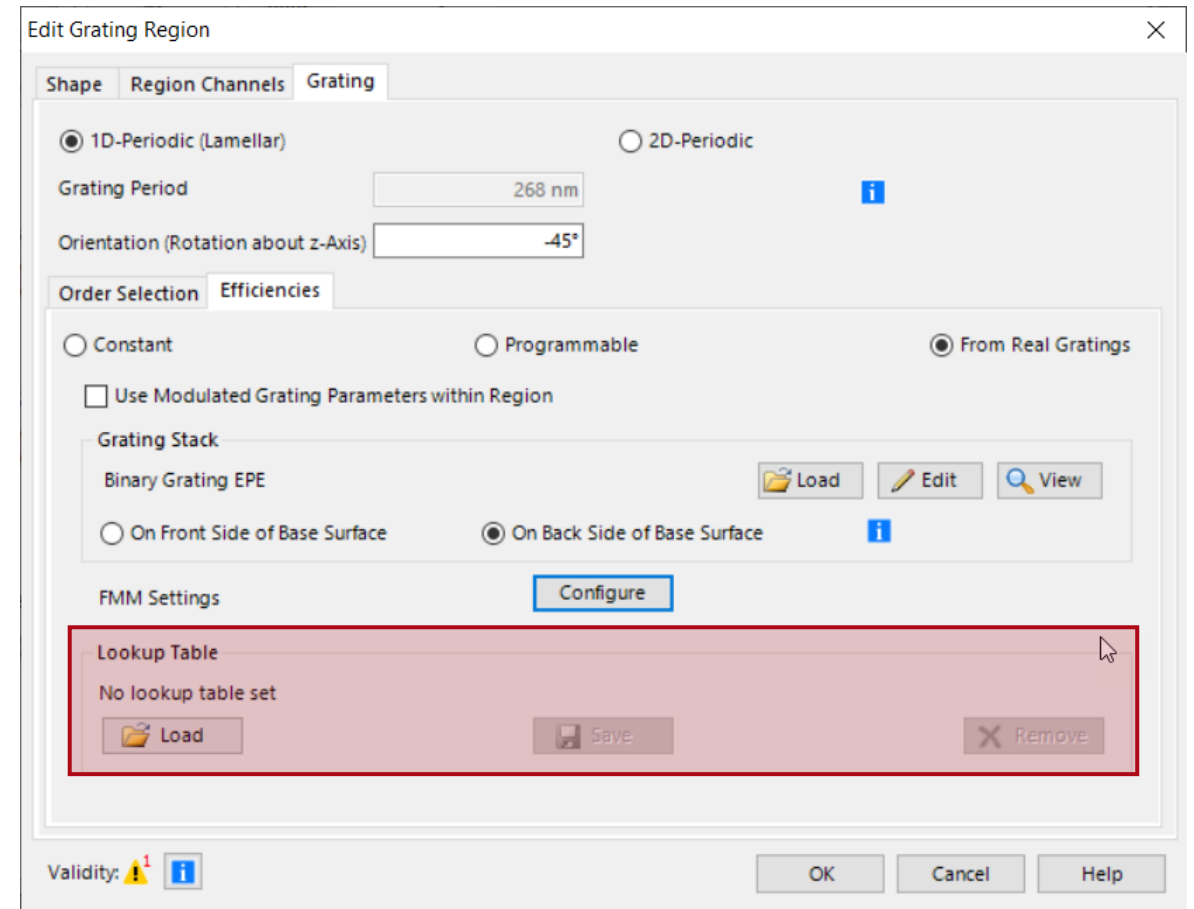 Edit Grating Region
Shape Region Channels Grating
1D-Periodic (Lamellar) 2D-Periodic
Grating Period 268 nm i
Orientation (Rotation about z-Axis) -45°
Order Selection Efficiencies
Constant Programmable From Real Gratings
Use Modulated Grating Parameters within Region
Grating Stack
Binary Grating EPE Load Edit View
On Front Side of Base Surface On Back Side of Base Surface i
FMM Settings Configure
Lookup Table
No lookup table set
Load Save Remove
Validity: 1 i OK Cancel Help